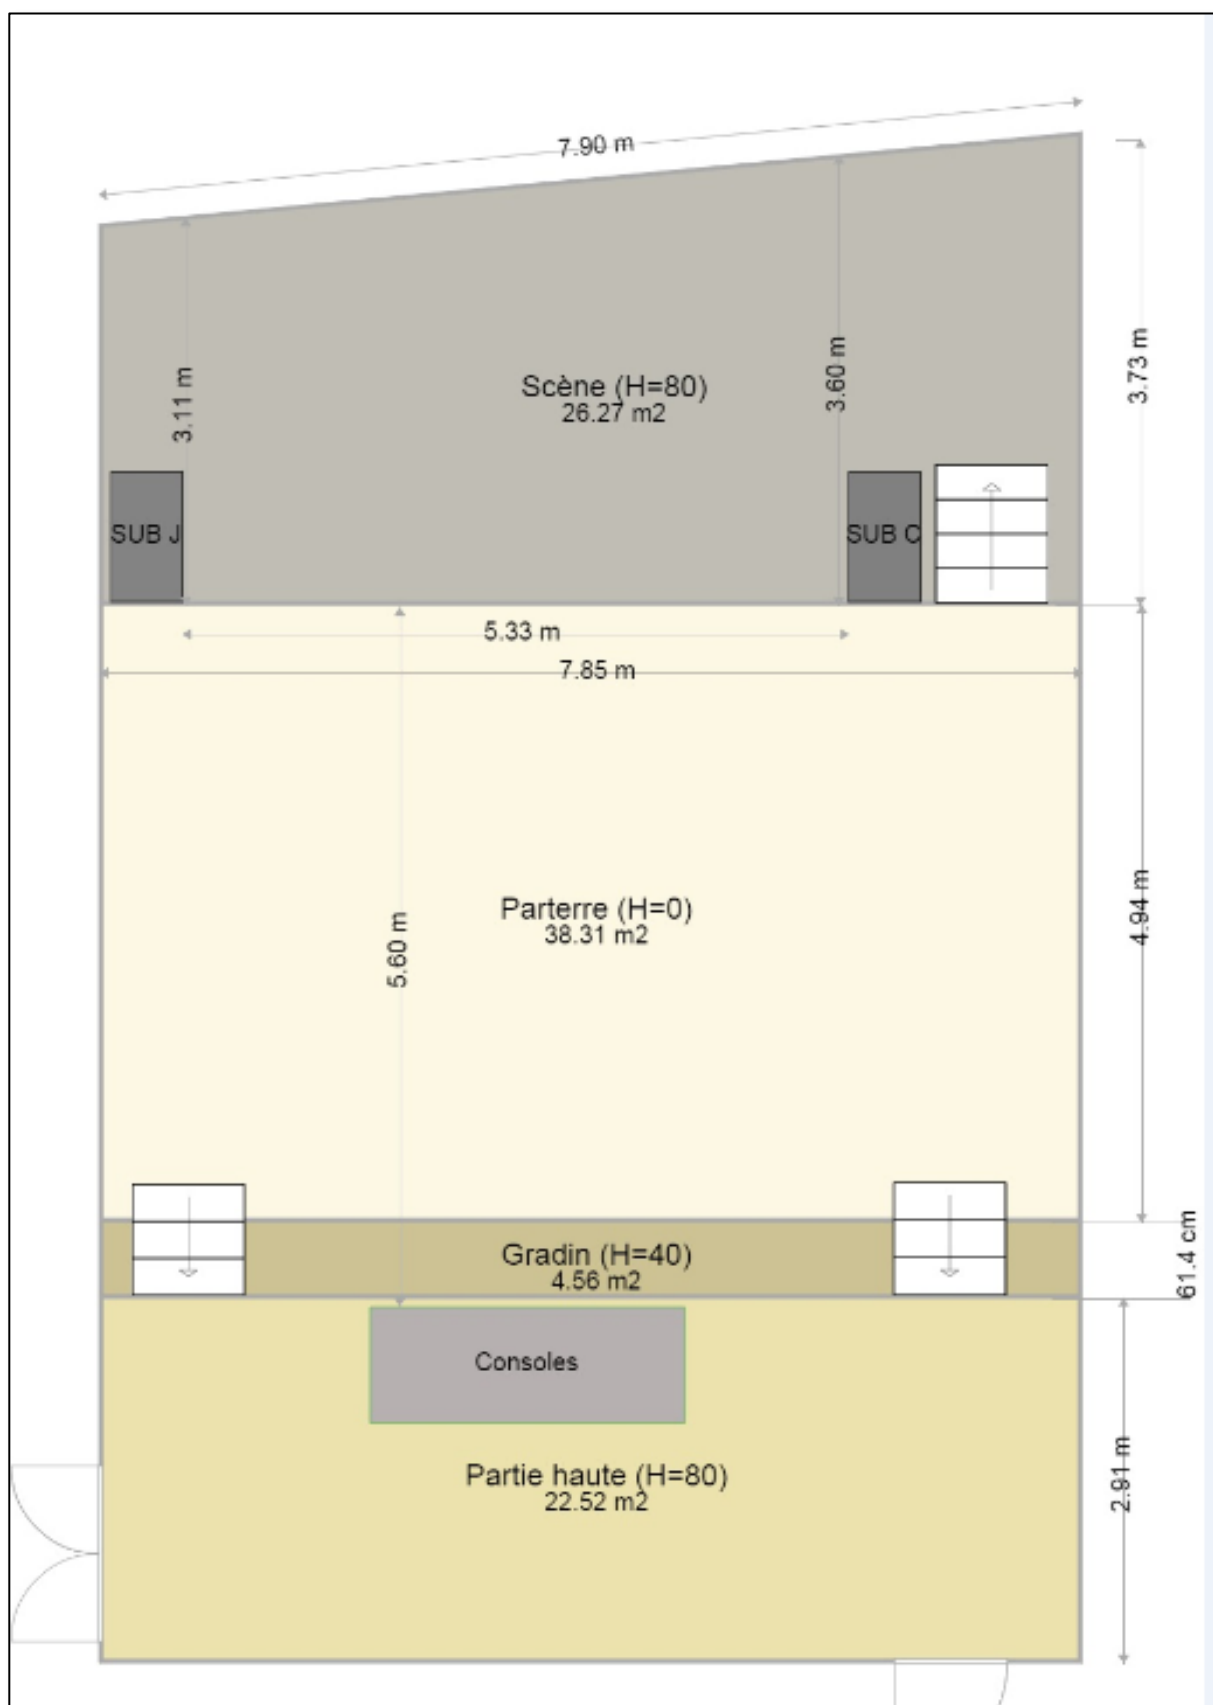 7.90 m
3.11 m
3.60 m
3.73 m
Scène (H=80)
26.27 m2
SUB J
SUB C
5.33 m
7.85 m
5.60 m
4.94 m
Parterre (H=0)
38.31 m2
61.4 cm
Gradin (H=40)
4.56 m2
Consoles
Partie haute (H=80)
22.52 m2
2.91 m